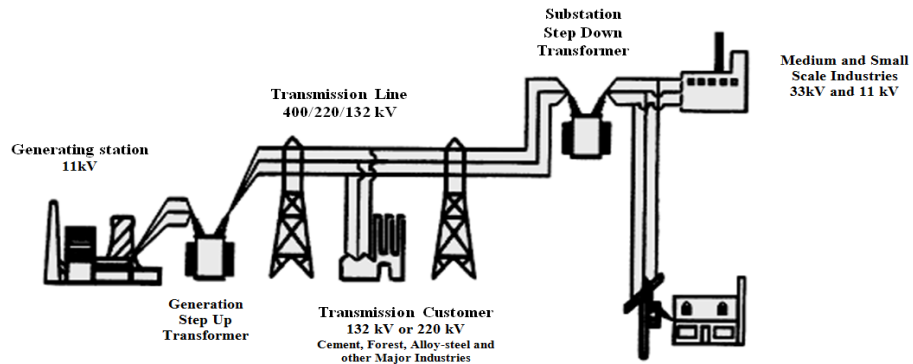 Substation
Step Down
Transformer
Medium and Small
Scale Industries
33kV and 11 kV
Transmission Line
400/220/132 kV
Generating station
11kV
Generation
Step Up
Transformer
Transmission Customer
132 kV or 220 kV
Cement, Forest, Alloy-steel and
other Major Industries